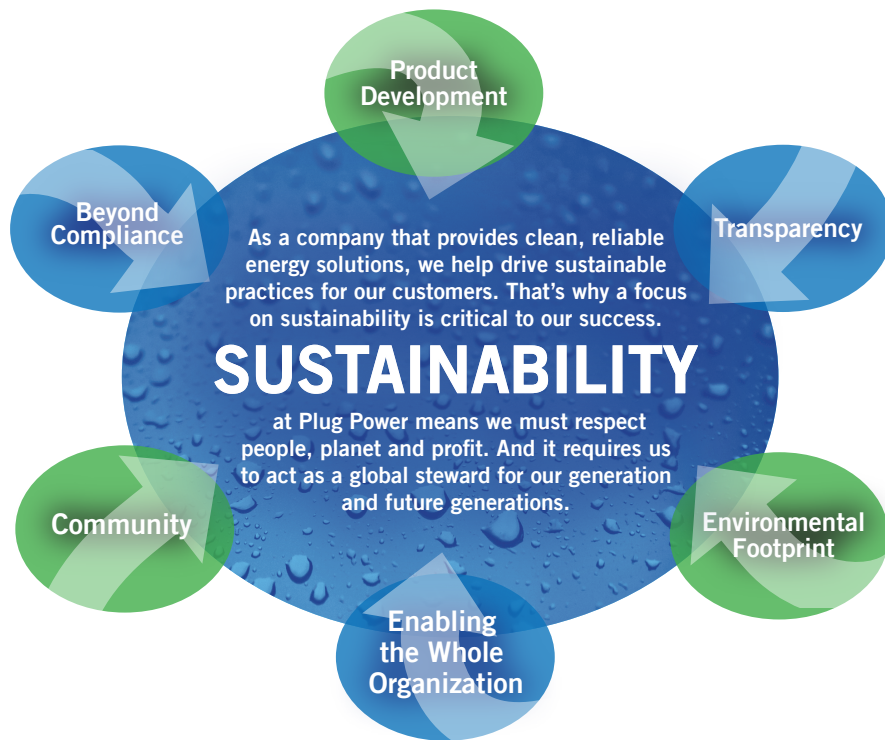 Product
Development
Beyond
Compliance
Transparency
As a company that provides clean, reliable
energy solutions, we help drive sustainable
practices for our customers. That’s why a focus
on sustainability is critical to our success.
SUSTAINABILITY
at Plug Power means we must respect
people, planet and profit. And it requires us
to act as a global steward for our generation
and future generations.
Community
Environmental
Footprint
Enabling
the Whole
Organization